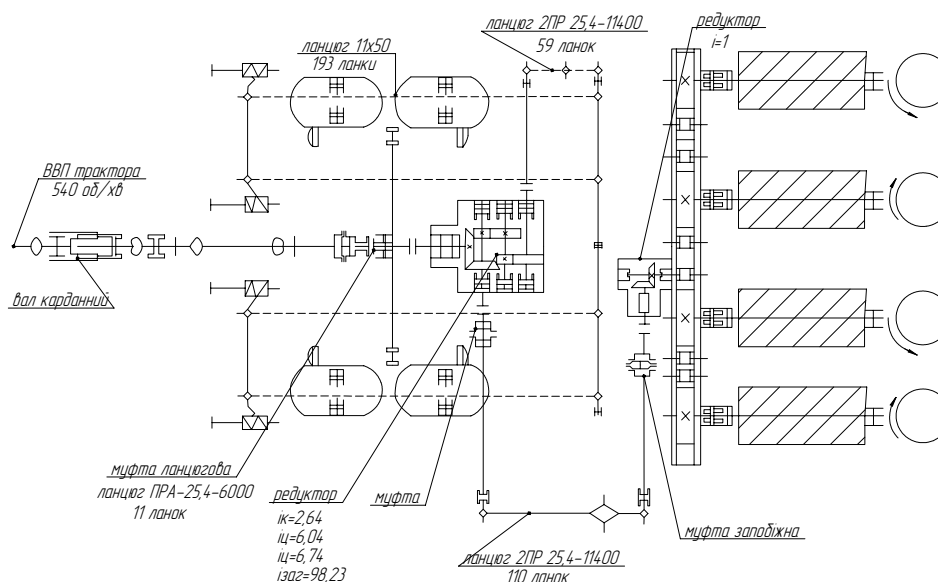 ланцюг 2ПР 25,4-11400
59 ланок
редуктор
i=1
ланцюг 11х50
193 ланки
ВВП трактора
540 об/хв
вал карданний
муфта ланцюгова
ланцюг ПРА-25,4-6000
11 ланок
редуктор
iк=2,64
iц=6,04
iц=6,74
iзаг=98,23
муфта
ланцюг 2ПР 25,4-11400
110 ланок
муфта запобіжна